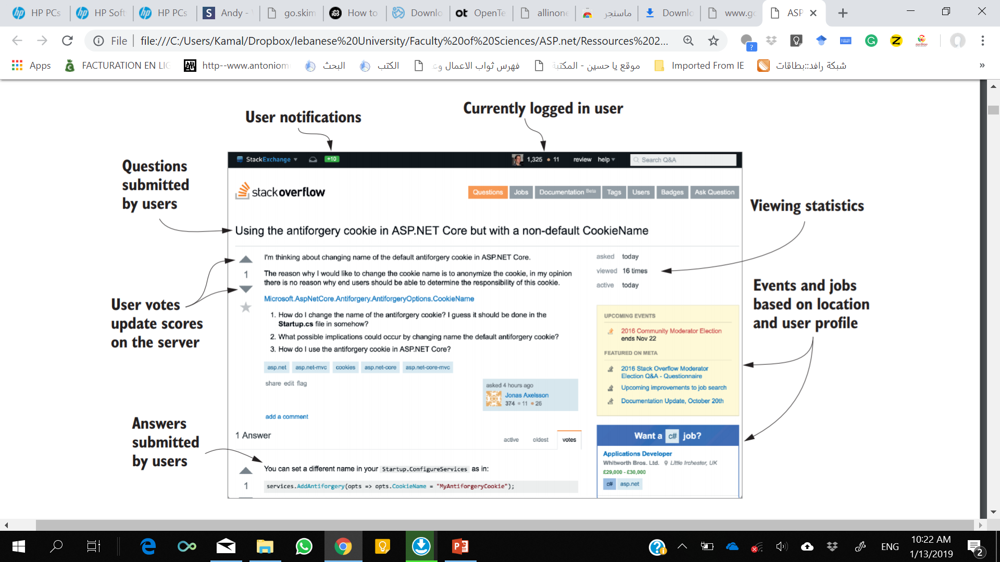 HP PCs
HP Soft
HP PCs
Andy -
go.skim
How to
Downlo
OpenTe
allinone
ماسنجر
Downlo
www.go
ASP
File
file:///C:/Users/Kamal/Dropbox/lebanese%20University/Faculty%20of%20Sciences/ASP.net/Ressources%202...
Apps
FACTURATION EN LIG
http--www.antoniom
البحث
الكتب
فهرس ثواب الاعمال وع
موقع يا حسين - المكتبة
Imported From IE
شبكة رافد::بطاقات
»
User notifications
Currently logged in user
Questions
submitted
by users
StackExchange
+10
1,325 11
review
help
Search Q&A
stackoverflow
Questions
Jobs
Documentation Beta
Tags
Users
Badges
Ask Question
Viewing statistics
Using the antiforgery cookie in ASP.NET Core but with a non-default CookieName
I'm thinking about changing name of the default antiforgery cookie in ASP.NET Core.
1
The reason why I would like to change the cookie name is to anonymize the cookie, in my opinion
there is no reason why end users should be able to determine the responsibility of this cookie.
Microsoft.AspNetCore.Antiforgery.AntiforgeryOptions.CookieName
1. How do I change the name of the antiforgery cookie? I guess it should be done in the
Startup.cs file in somehow?
2. What possible implications could occur by changing name the default antiforgery cookie?
3. How do I use the antiforgery cookie in ASP.NET Core?
asp.net
asp.net-mvc
cookies
asp.net-core
asp.net-core-mvc
share edit flag
asked 4 hours ago
Jonas Axelsson
374 11 26
add a comment
asked today
viewed 16 times
active today
User votes
update scores
on the server
Events and jobs
based on location
and user profile
UPCOMING EVENTS
2016 Community Moderator Election
ends Nov 22
FEATURED ON META
2016 Stack Overflow Moderator
Election Q&A - Questionnaire
Upcoming improvements to job search
Documentation Update, October 20th
Answers
submitted
by users
1 Answer
active
oldest
votes
You can set a different name in your Startup.ConfigureServices as in:
1
services.AddAntiforgery(opts => opts.CookieName = "MyAntiforgeryCookie");
Want a c# job?
Applications Developer
Whitworth Bros. Ltd. Little Irchester, UK
£29,000 - £30,000
c#
asp.net
ENG
10:22 AM
1/13/2019
2